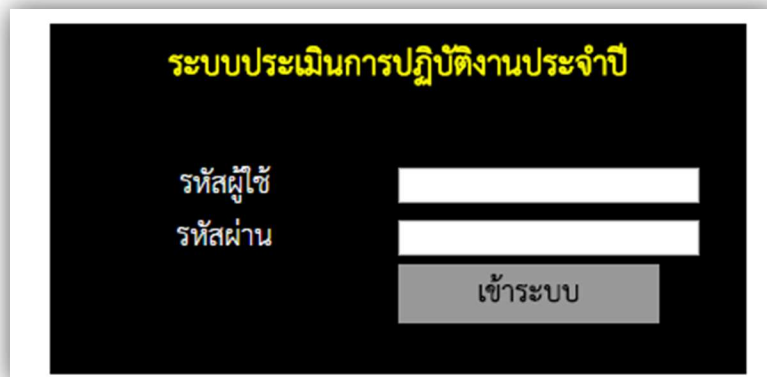 ระบบประเมินการปฏิบัติงานประจำปี
รหัสผู้ใช้
รหัสผ่าน
เข้าระบบ